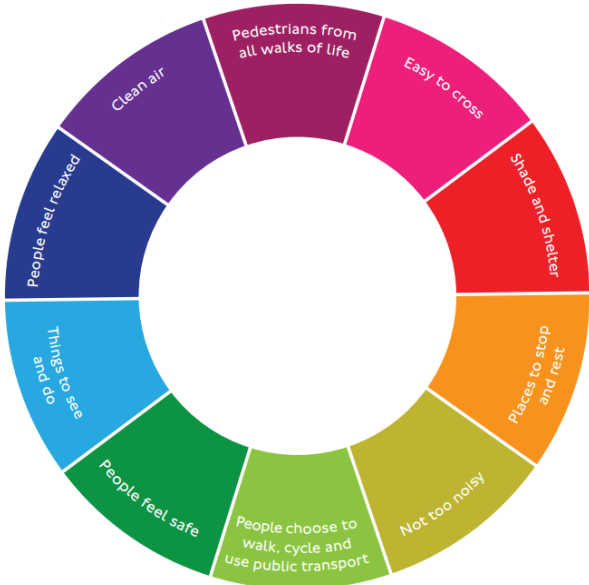 Pedestrians from
all walks of life
Easy to cross
Shade and shelter
Places to stop
and rest
Not too noisy
People choose to
walk, cycle and
use public transport
People feel safe
Things to see
and do
People feel relaxed
Clean air